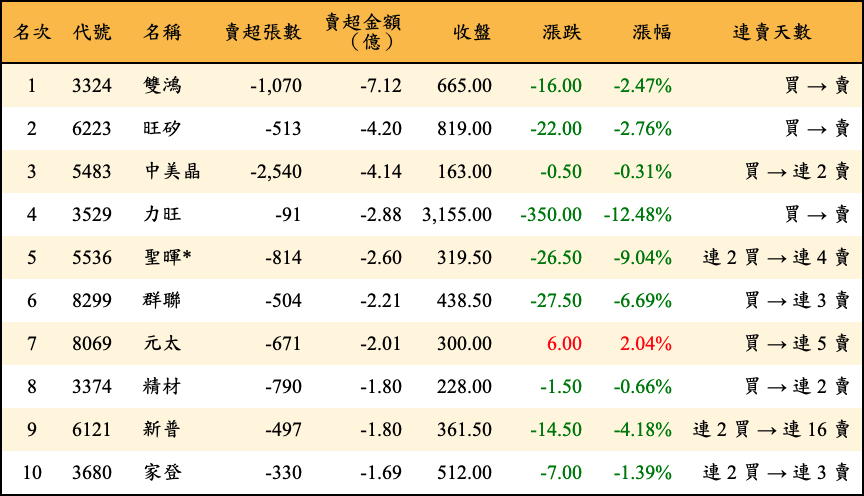 名次 代號 名稱 賣超張數 賣超金額（億） 收盤 漲跌 漲幅 連賣天數
1 3324 雙鴻 -1,070 -7.12 665.00 -16.00 -2.47% 買 → 賣
2 6223 旺矽 -513 -4.20 819.00 -22.00 -2.76% 買 → 賣
3 5483 中美晶 -2,540 -4.14 163.00 -0.50 -0.31% 買 → 連 2 賣
4 3529 力旺 -91 -2.88 3,155.00 -350.00 -12.48% 買 → 賣
5 5536 聖暉* -814 -2.60 319.50 -26.50 -9.04% 連 2 買 → 連 4 賣
6 8299 群聯 -504 -2.21 438.50 -27.50 -6.69% 買 → 連 3 賣
7 8069 元太 -671 -2.01 300.00 6.00 2.04% 買 → 連 5 賣
8 3374 精材 -790 -1.80 228.00 -1.50 -0.66% 買 → 連 2 賣
9 6121 新普 -497 -1.80 361.50 -14.50 -4.18% 連 2 買 → 連 16 賣
10 3680 家登 -330 -1.69 512.00 -7.00 -1.39% 連 2 買 → 連 3 賣